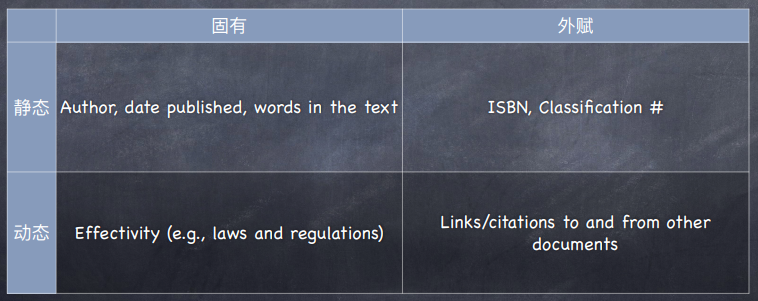 固有
外赋
静态
Author, date published, words in the text
ISBN, Classification #
动态
Effectivity (e.g., laws and regulations)
Links/citations to and from other
documents